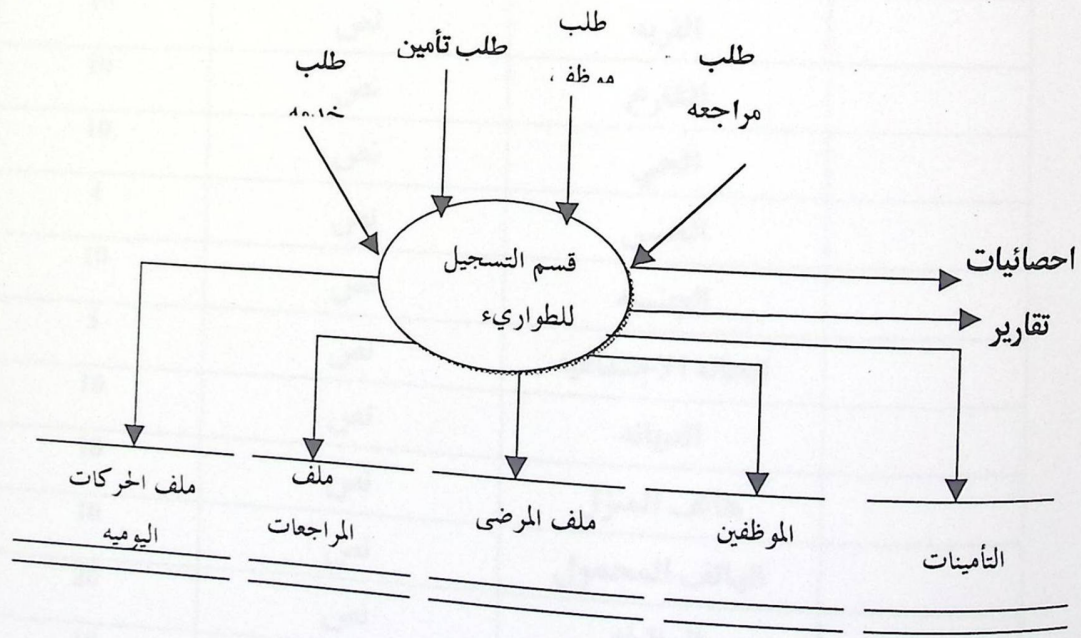 طلب
مراجعه
طلب
طلب تأمين
طلب
قسم التسجيل
للطواريء
احصائيات
تقارير
التأمينات
الموظفين
ملف المرضى
ملف
المراجعات
ملف الحركات
اليوميه